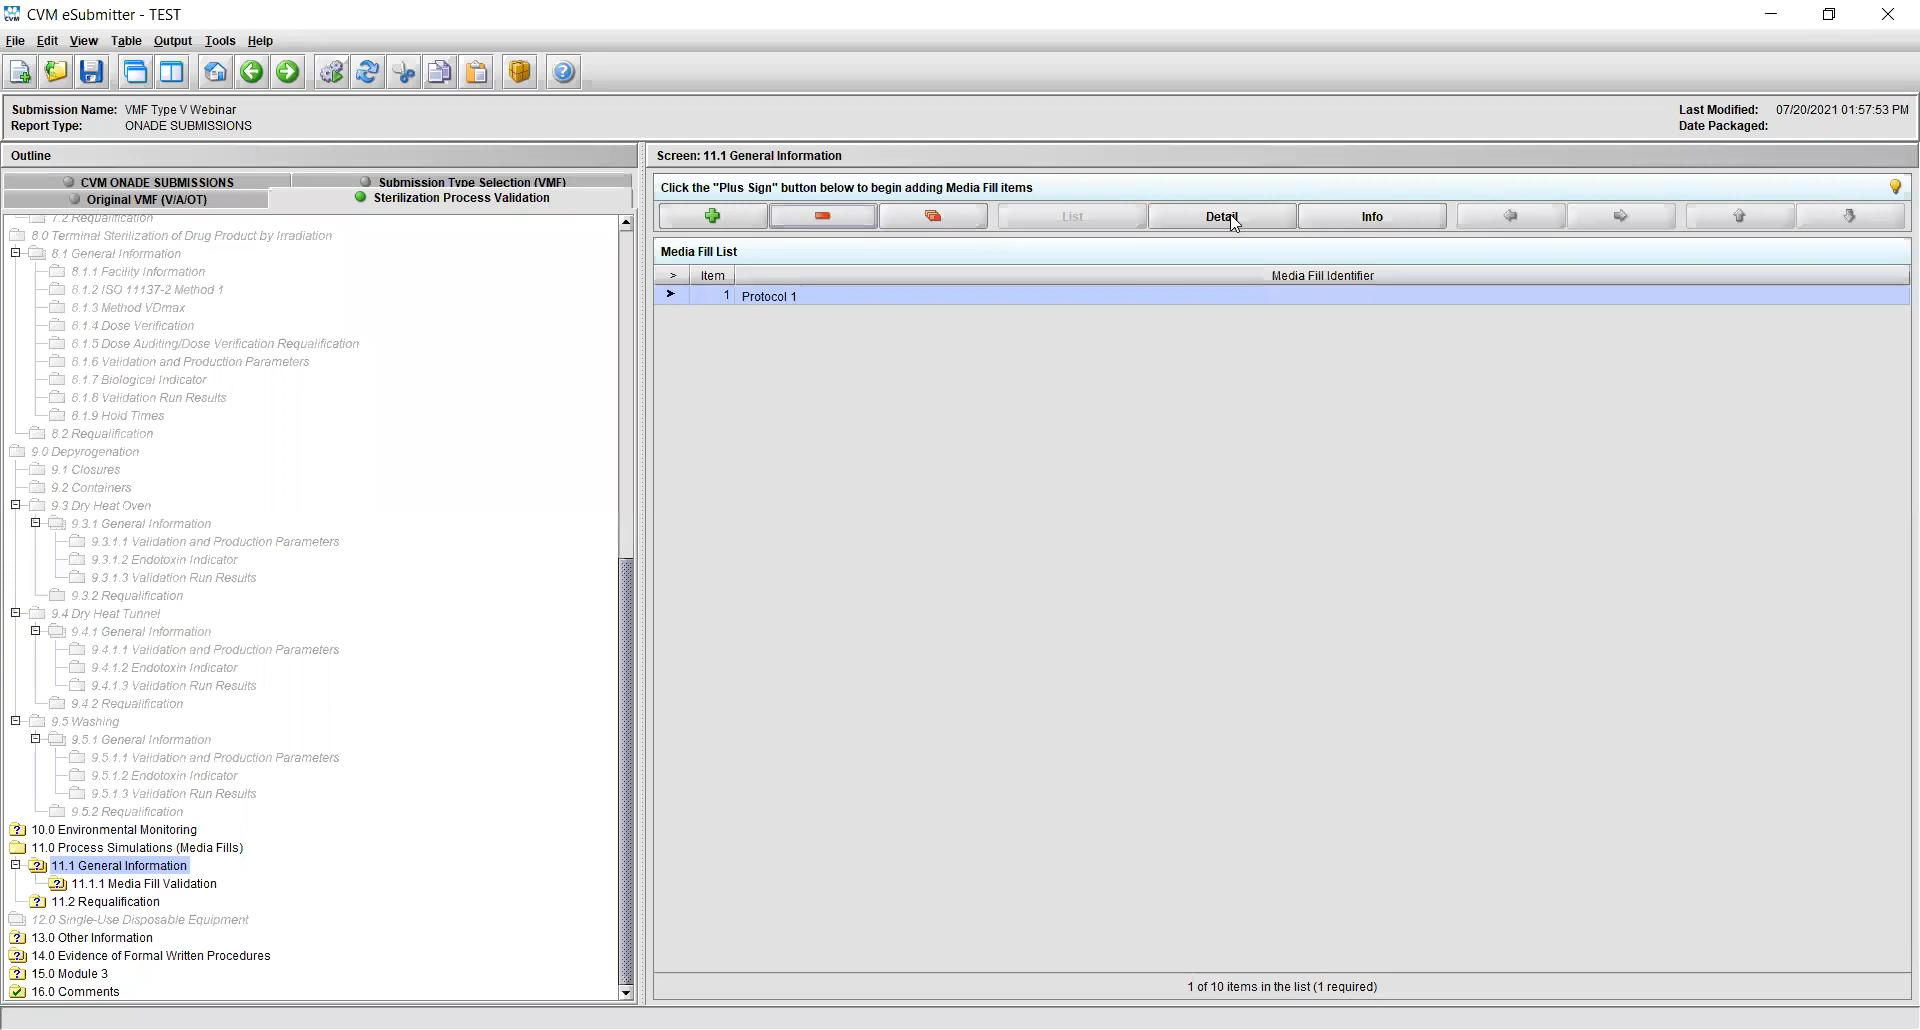 CVM eSubmitter - TEST
File Edit View Table Output Tools Help
Submission Name: VMF Type V Webinar
Report Type: ONADE SUBMISSIONS
Last Modified: 07/20/2021 01:57:53 PM
Date Packaged:
Outline
CVM ONADE SUBMISSIONS
Submission Type Selection (VMF)
Original VMF (V/A/OT)
Sterilization Process Validation
7.2 Requalification
8.0 Terminal Sterilization of Drug Product by Irradiation
8.1 General Information
8.1.1 Facility Information
8.1.2 ISO 11137-2 Method 1
8.1.3 Method VDmax
8.1.4 Dose Verification
8.1.5 Dose Auditing/Dose Verification Requalification
8.1.6 Validation and Production Parameters
8.1.7 Biological Indicator
8.1.8 Validation Run Results
8.1.9 Hold Times
8.2 Requalification
9.0 Depyrogenation
9.1 Closures
9.2 Containers
9.3 Dry Heat Oven
9.3.1 General Information
9.3.1.1 Validation and Production Parameters
9.3.1.2 Endotoxin Indicator
9.3.1.3 Validation Run Results
9.3.2 Requalification
9.4 Dry Heat Tunnel
9.4.1 General Information
9.4.1.1 Validation and Production Parameters
9.4.1.2 Endotoxin Indicator
9.4.1.3 Validation Run Results
9.4.2 Requalification
9.5 Washing
9.5.1 General Information
9.5.1.1 Validation and Production Parameters
9.5.1.2 Endotoxin Indicator
9.5.1.3 Validation Run Results
9.5.2 Requalification
10.0 Environmental Monitoring
11.0 Process Simulations (Media Fills)
11.1 General Information
11.1.1 Media Fill Validation
11.2 Requalification
12.0 Single-Use Disposable Equipment
13.0 Other Information
14.0 Evidence of Formal Written Procedures
15.0 Module 3
16.0 Comments
Screen: 11.1 General Information
Click the "Plus Sign" button below to begin adding Media Fill items
List Detail Info
Media Fill List
> Item Media Fill Identifier
1 Protocol 1
1 of 10 items in the list (1 required)